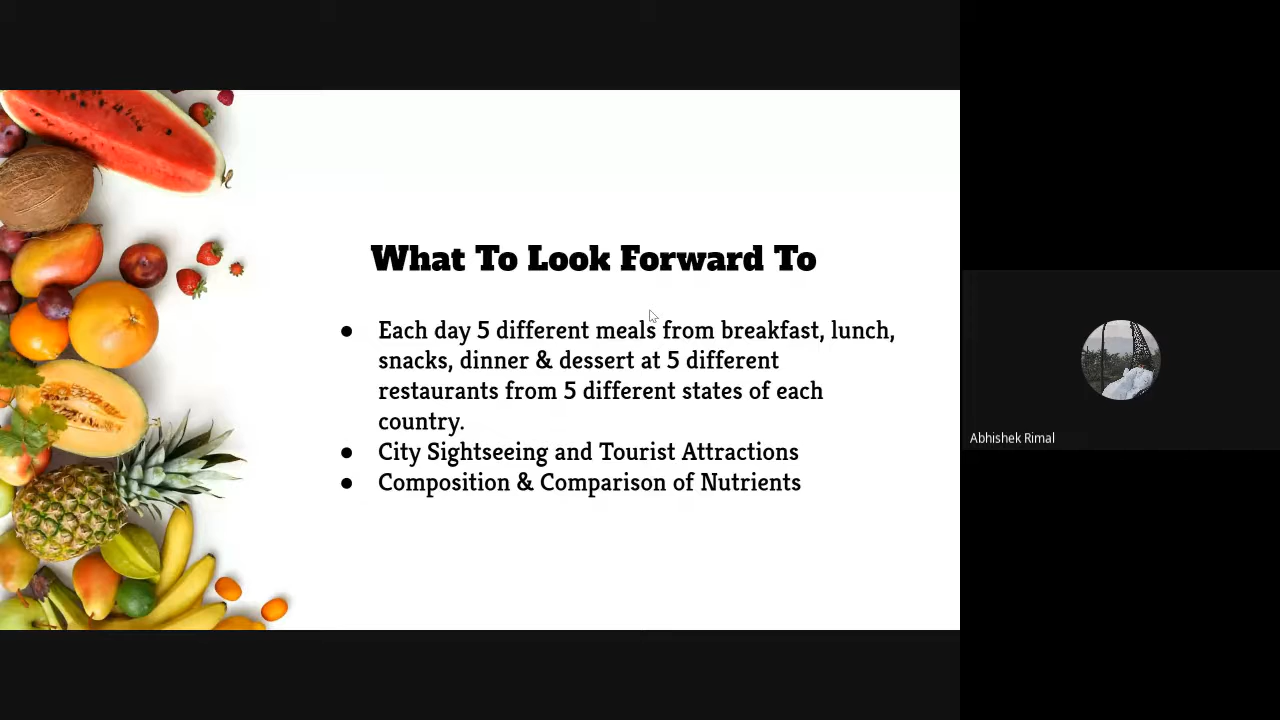 What To Look Forward To
● Each day 5 different meals from breakfast, lunch,
snacks, dinner & dessert at 5 different
restaurants from 5 different states of each
country.
● City Sightseeing and Tourist Attractions
● Composition & Comparison of Nutrients
Abhishek Rimal